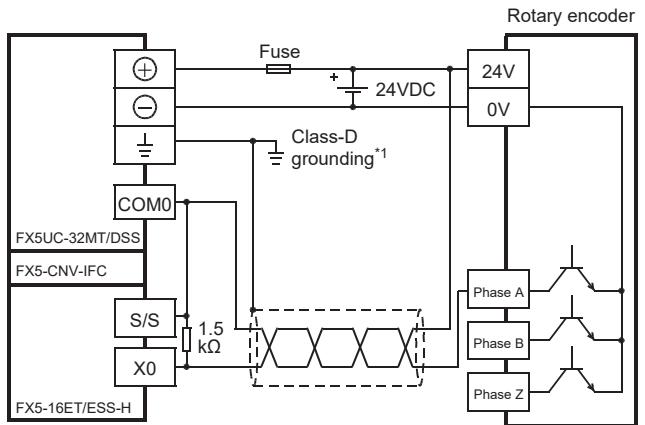 Rotary encoder
Fuse
24V
24VDC
0V
Class-D
grounding*1
COM0
FX5UC-32MT/DSS
FX5-CNV-IFC
S/S
1.5
kΩ
X0
FX5-16ET/ESS-H
Phase A
Phase B
Phase Z